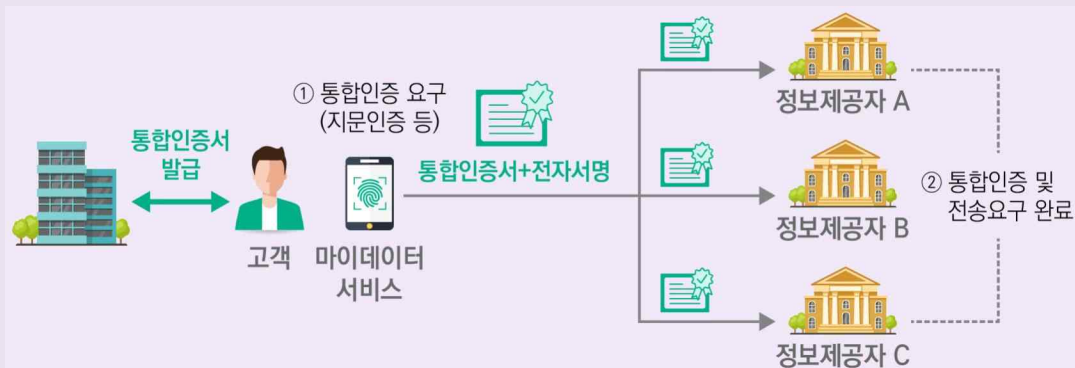 통합인증서
발급
고객
① 통합인증 요구
(지문인증 등)
마이데이터
서비스
통합인증서+전자서명
정보제공자 A
정보제공자 B
정보제공자 C
② 통합인증 및
전송요구 완료